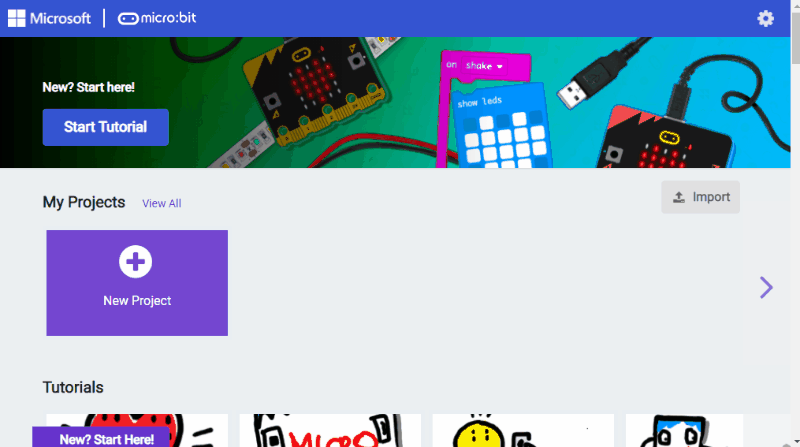 Microsoft micro:bit
New? Start here!
Start Tutorial
on shake
show leds
My Projects View All
Import
New Project
Tutorials
New? Start Here!
MICRO